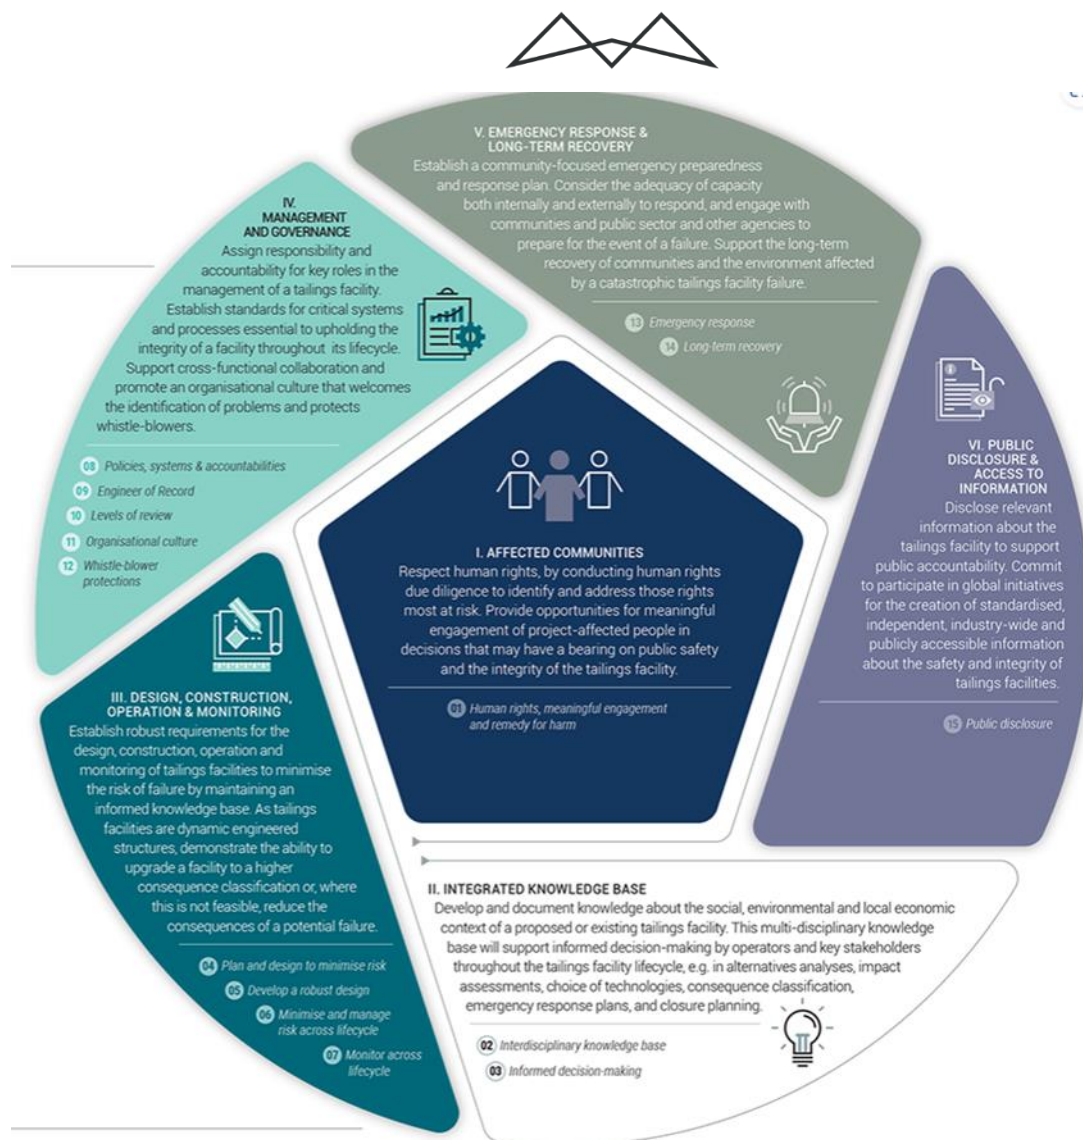 V. EMERGENCY RESPONSE &
LONG-TERM RECOVERY
Establish a community-focused emergency preparedness
and response plan. Consider the adequacy of capacity
both internally and externally to respond, and engage with
communities and public sector and other agencies to
prepare for the event of a failure. Support the long-term
recovery of communities and the environment affected
by a catastrophic tailings facility failure.
13 Emergency response
14 Long-term recovery
IV.
MANAGEMENT
AND GOVERNANCE
Assign responsibility and
accountability for key roles in the
management of a tailings facility.
Establish standards for critical systems
and processes essential to upholding the
integrity of a facility throughout its lifecycle.
Support cross-functional collaboration and
promote an organisational culture that welcomes
the identification of problems and protects
whistle-blowers.
08 Policies, systems & accountabilities
09 Engineer of Record
10 Levels of review
11 Organisational culture
12 Whistle-blower
protections
VI. PUBLIC
DISCLOSURE &
ACCESS TO
INFORMATION
Disclose relevant
information about the
tailings facility to support
public accountability. Commit
to participate in global initiatives
for the creation of standardised,
independent, industry-wide and
publicly accessible information
about the safety and integrity of
tailings facilities.
15 Public disclosure
I. AFFECTED COMMUNITIES
Respect human rights, by conducting human rights
due diligence to identify and address those rights
most at risk. Provide opportunities for meaningful
engagement of project-affected people in
decisions that may have a bearing on public safety
and the integrity of the tailings facility.
01 Human rights, meaningful engagement
and remedy for harm
III. DESIGN, CONSTRUCTION,
OPERATION & MONITORING
Establish robust requirements for the
design, construction, operation and
monitoring of tailings facilities to minimise
the risk of failure by maintaining an
informed knowledge base. As tailings
facilities are dynamic engineered
structures, demonstrate the ability to
upgrade a facility to a higher
consequence classification or, where
this is not feasible, reduce the
consequences of a potential failure.
04 Plan and design to minimise risk
05 Develop a robust design
06 Minimise and manage
risk across lifecycle
07 Monitor across
lifecycle
II. INTEGRATED KNOWLEDGE BASE
Develop and document knowledge about the social, environmental and local economic
context of a proposed or existing tailings facility. This multi-disciplinary knowledge
base will support informed decision-making by operators and key stakeholders
throughout the tailings facility lifecycle, e.g. in alternatives analyses, impact
assessments, choice of technologies, consequence classification,
emergency response plans, and closure planning.
02 Interdisciplinary knowledge base
03 Informed decision-making